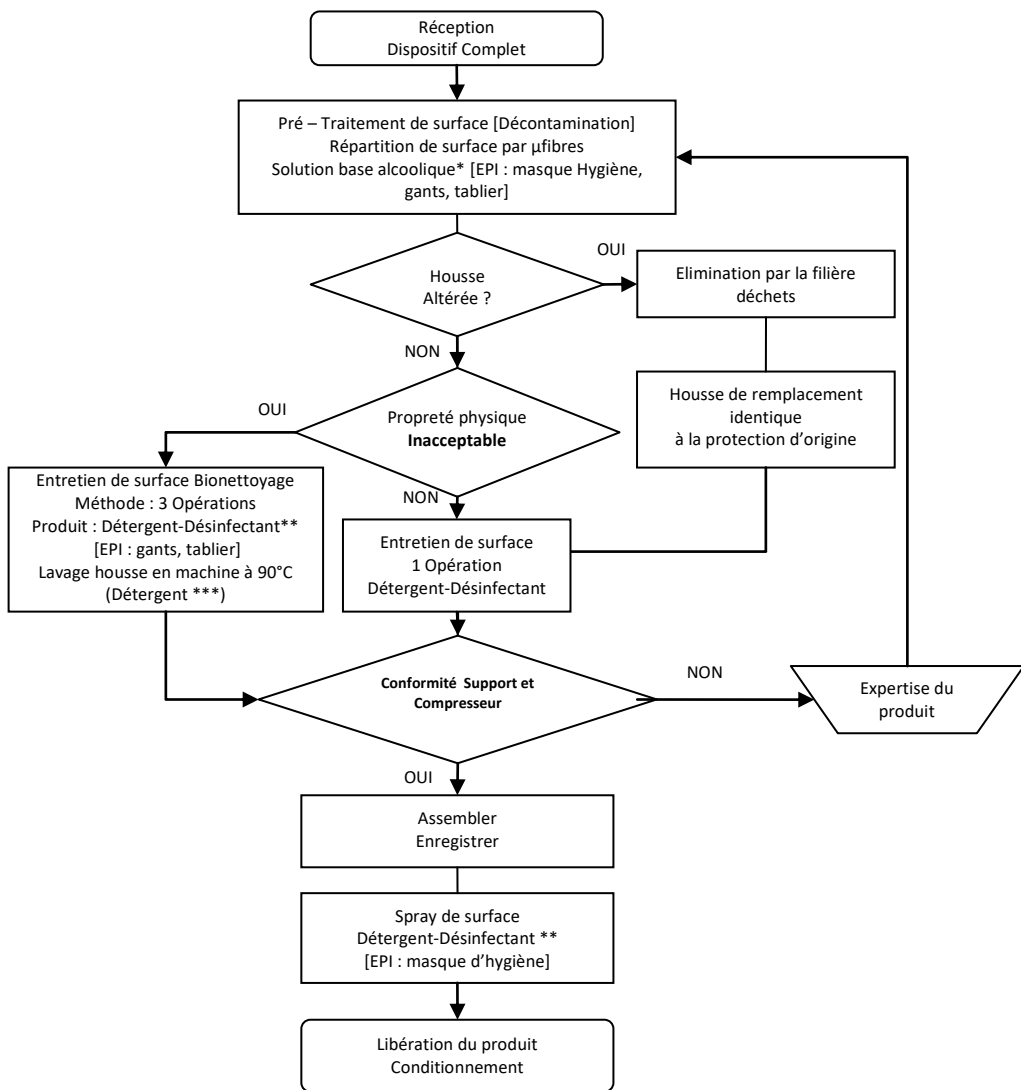 Réception
Dispositif Complet
Pré – Traitement de surface [Décontamination]
Répartition de surface par µfibres
Solution base alcoolique* [EPI : masque Hygiène,
gants, tablier]
OUI
Housse
Altérée ?
Elimination par la filière
déchets
NON
Housse de remplacement
identique
à la protection d’origine
OUI
Propreté physique
Inacceptable
Entretien de surface Bionettoyage
Méthode : 3 Opérations
Produit : Détergent-Désinfectant**
[EPI : gants, tablier]
Lavage housse en machine à 90°C
(Détergent ***)
NON
Entretien de surface
1 Opération
Détergent-Désinfectant
Conformité Support et
Compresseur
NON
Expertise du
produit
OUI
Assembler
Enregistrer
Spray de surface
Détergent-Désinfectant **
[EPI : masque d’hygiène]
Libération du produit
Conditionnement